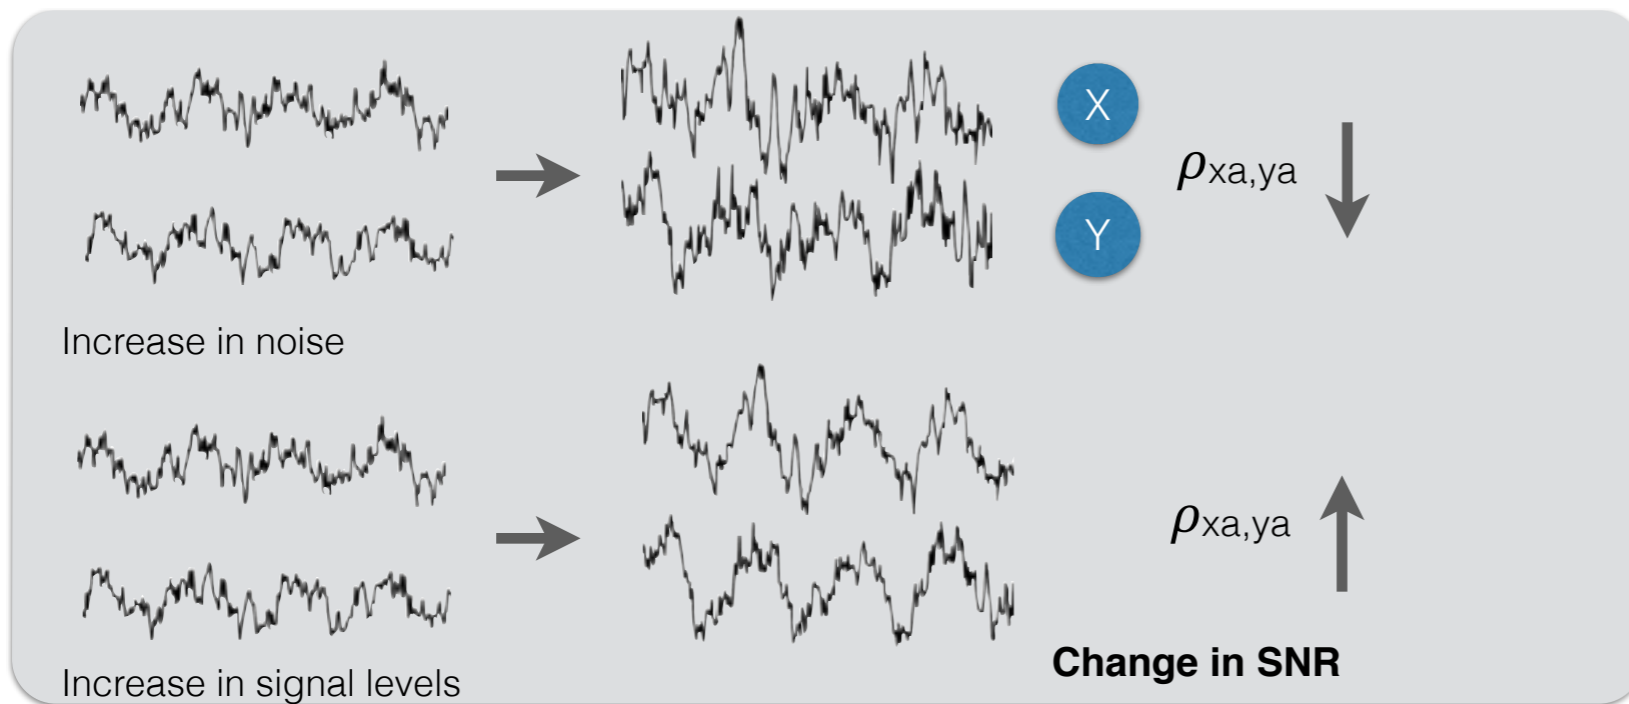 X
ρxa,ya
Y
Increase in noise
ρxa,ya
Change in SNR
Increase in signal levels